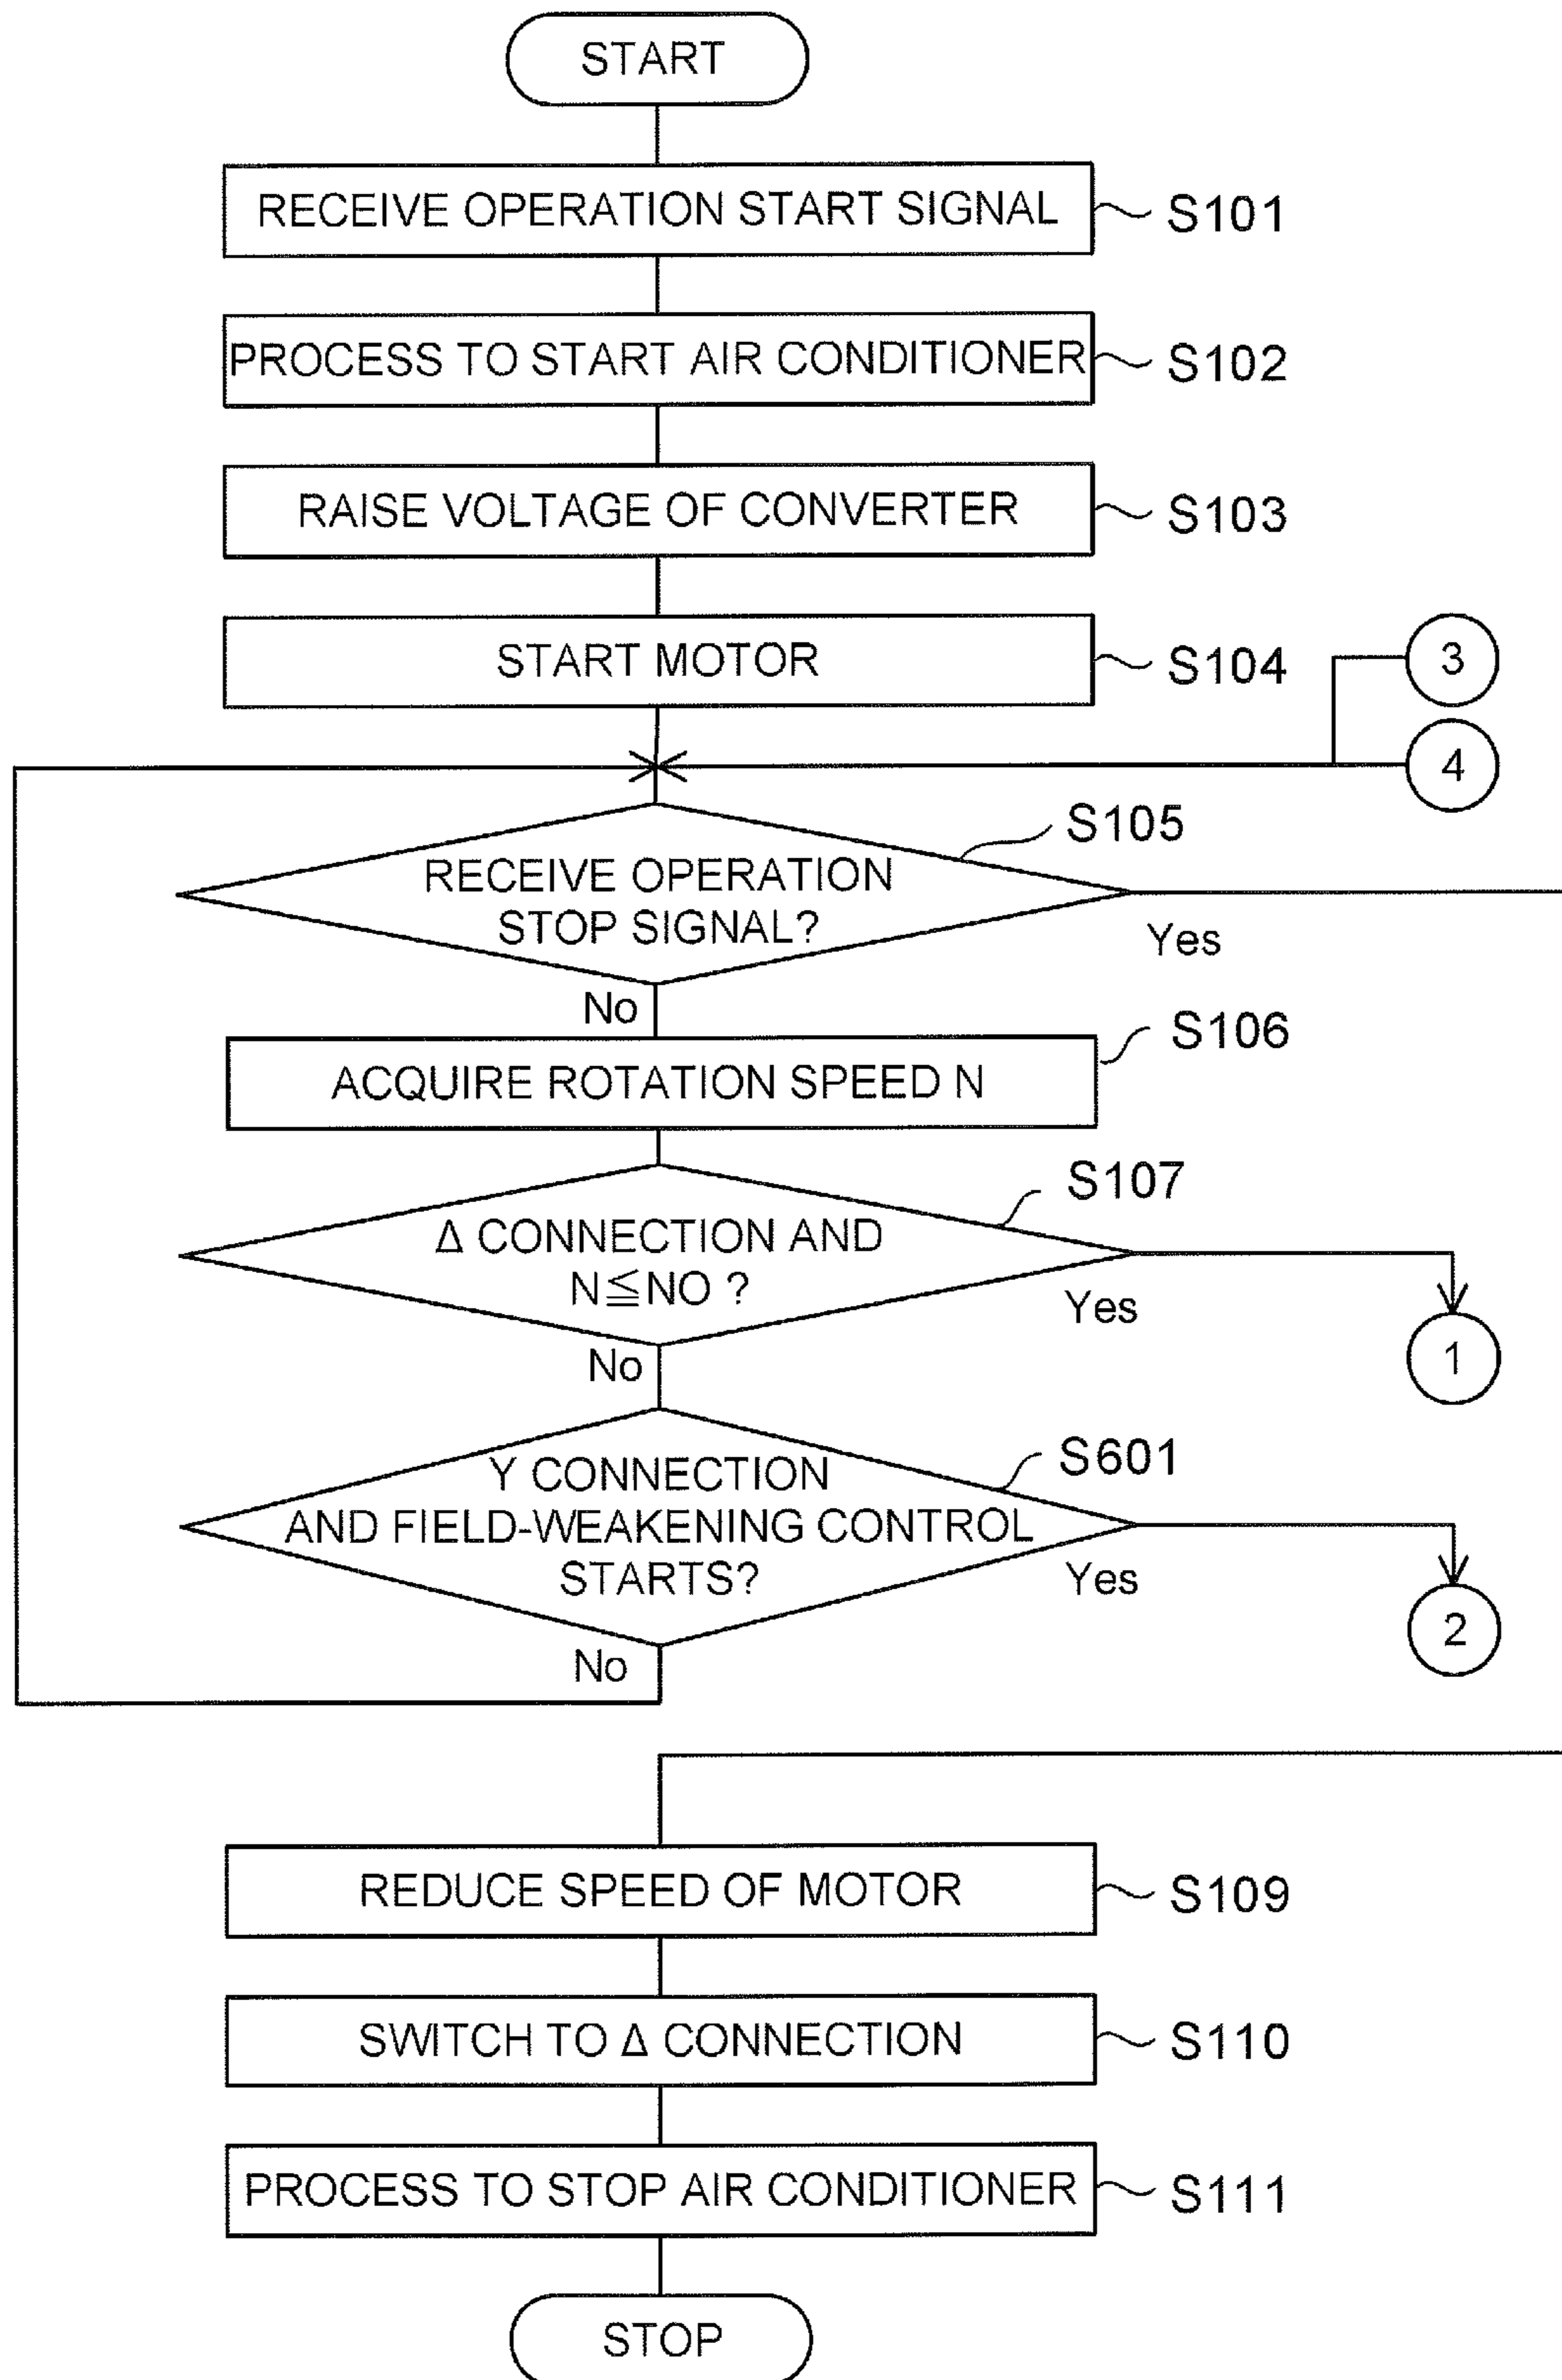 START
RECEIVE OPERATION START SIGNAL
S101
PROCESS TO START AIR CONDITIONER
S102
RAISE VOLTAGE OF CONVERTER
S103
START MOTOR
S104
3
4
S105
RECEIVE OPERATION
STOP SIGNAL?
Yes
No
S106
ACQUIRE ROTATION SPEED N
S107
Δ CONNECTION AND
N≦NO ?
Yes
No
1
S601
Y CONNECTION
AND FIELD-WEAKENING CONTROL
STARTS?
Yes
No
2
REDUCE SPEED OF MOTOR
S109
SWITCH TO Δ CONNECTION
S110
PROCESS TO STOP AIR CONDITIONER
S111
STOP